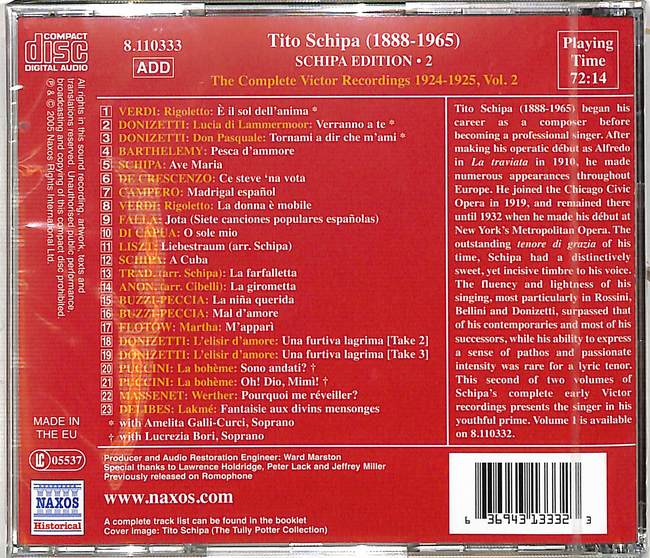 COMPACT
disc
DIGITAL AUDIO
8.110333
ADD
Tito Schipa (1888-1965)
SCHIPA EDITION • 2
The Complete Victor Recordings 1924-1925, Vol. 2
Playing
Time
72:14
1 VERDI: Rigoletto: È il sol dell'anima *
2 DONIZETTI: Lucia di Lammermoor: Verranno a te *
3 DONIZETTI: Don Pasquale: Tornami a dir che m'ami *
4 BARTHELEMY: Pesca d'ammore
5 SCHIPA: Ave Maria
6 DE CRESCENZO: Ce steve 'na vota
7 CAMPERO: Madrigal español
8 VERDI: Rigoletto: La donna è mobile
9 FALLA: Jota (Siete canciones populares españolas)
10 DI CAPUA: O sole mio
11 LISZT: Liebestraum (arr. Schipa)
12 SCHIPA: A Cuba
13 TRAD. (arr. Schipa): La farfalletta
14 ANON. (arr. Cibelli): La girometta
15 BUZZI-PECCIA: La niña querida
16 BUZZI-PECCIA: Mal d'amore
17 FLOTOW: Martha: M'apparì
18 DONIZETTI: L'elisir d'amore: Una furtiva lagrima [Take 2]
19 DONIZETTI: L'elisir d'amore: Una furtiva lagrima [Take 3]
20 PUCCINI: La bohème: Sono andati? †
21 PUCCINI: La bohème: Oh! Dio, Mimì! †
22 MASSENET: Werther: Pourquoi me réveiller?
23 DELIBES: Lakmé: Fantaisie aux divins mensonges
* with Amelita Galli-Curci, Soprano
† with Lucrezia Bori, Soprano
Tito Schipa (1888-1965) began his
career as a composer before
becoming a professional singer. After
making his operatic début as Alfredo
in La traviata in 1910, he made
numerous appearances throughout
Europe. He joined the Chicago Civic
Opera in 1919, and remained there
until 1932 when he made his début at
New York's Metropolitan Opera. The
outstanding tenore di grazia of his
time, Schipa had a distinctively
sweet, yet incisive timbre to his voice.
The fluency and lightness of his
singing, most particularly in Rossini,
Bellini and Donizetti, surpassed that
of his contemporaries and most of his
successors, while his ability to express
a sense of pathos and passionate
intensity was rare for a lyric tenor.
This second of two volumes of
Schipa's complete early Victor
recordings presents the singer in his
youthful prime. Volume 1 is available
on 8.110332.
All rights in this sound recording, artwork, texts and
translations reserved. Unauthorised public performance,
broadcasting and copying of this compact disc prohibited.
℗ & © 2005 Naxos Rights International Ltd.
MADE IN
THE EU
LC 05537
NAXOS
Historical
Producer and Audio Restoration Engineer: Ward Marston
Special thanks to Lawrence Holdridge, Peter Lack and Jeffrey Miller
Previously released on Romophone
www.naxos.com
A complete track list can be found in the booklet
Cover image: Tito Schipa (The Tully Potter Collection)
6 36943 13332 3